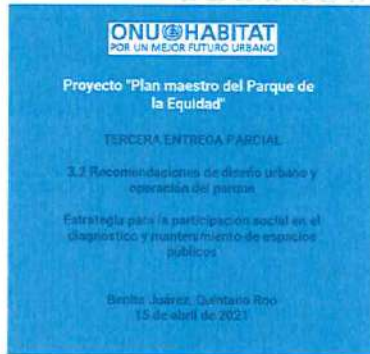 ONU HABITAT
POR UN MEJOR FUTURO URBANO
Proyecto "Plan maestro del Parque de
la Equidad"
TERCERA ENTREGA PARCIAL
3.2 Recomendaciones de diseño urbano y
operación del parque
Estrategia para la participación social en el
diagnóstico y mantenimiento de espacios
públicos
Benito Juárez, Quintana Roo
15 de abril de 2021